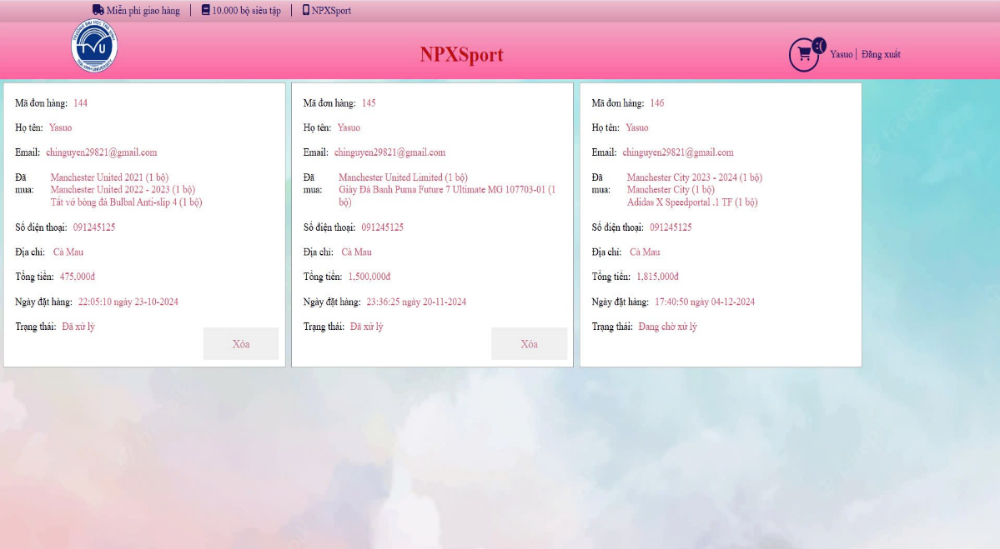 Miễn phí giao hàng | 10.000 bộ siêu tập | NPXSport
TRƯỜNG ĐẠI HỌC TRÀ VINH
TVU
TRA VINH UNIVERSITY
NPXSport
:(
Yasuo | Đăng xuất
Mã đơn hàng: 144
Họ tên: Yasuo
Email: chinguyen29821@gmail.com
Đã mua: Manchester United 2021 (1 bộ)
Manchester United 2022 - 2023 (1 bộ)
Tất vớ bóng đá Bulbal Anti-slip 4 (1 bộ)
Số điện thoại: 091245125
Địa chỉ: Cà Mau
Tổng tiền: 475,000đ
Ngày đặt hàng: 22:05:10 ngày 23-10-2024
Trạng thái: Đã xử lý
Xóa
Mã đơn hàng: 145
Họ tên: Yasuo
Email: chinguyen29821@gmail.com
Đã mua: Manchester United Limited (1 bộ)
Giày Đá Banh Puma Future 7 Ultimate MG 107703-01 (1
bộ)
Số điện thoại: 091245125
Địa chỉ: Cà Mau
Tổng tiền: 1,500,000đ
Ngày đặt hàng: 23:36:25 ngày 20-11-2024
Trạng thái: Đã xử lý
Xóa
Mã đơn hàng: 146
Họ tên: Yasuo
Email: chinguyen29821@gmail.com
Đã mua: Manchester City 2023 - 2024 (1 bộ)
Manchester City (1 bộ)
Adidas X Speedportal .1 TF (1 bộ)
Số điện thoại: 091245125
Địa chỉ: Cà Mau
Tổng tiền: 1,815,000đ
Ngày đặt hàng: 17:40:50 ngày 04-12-2024
Trạng thái: Đang chờ xử lý
freepik